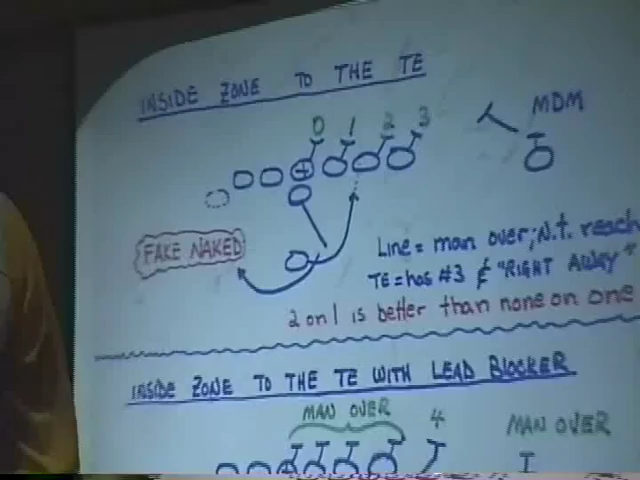 INSIDE ZONE TO THE TE
0 1 2 3
MDM
FAKE NAKED
Line = man over; N.T. reach
TE = has #3 & "RIGHT AWAY"
2 on 1 is better than none on one
INSIDE ZONE TO THE TE WITH LEAD BLOCKER
MAN OVER
4
MAN OVER